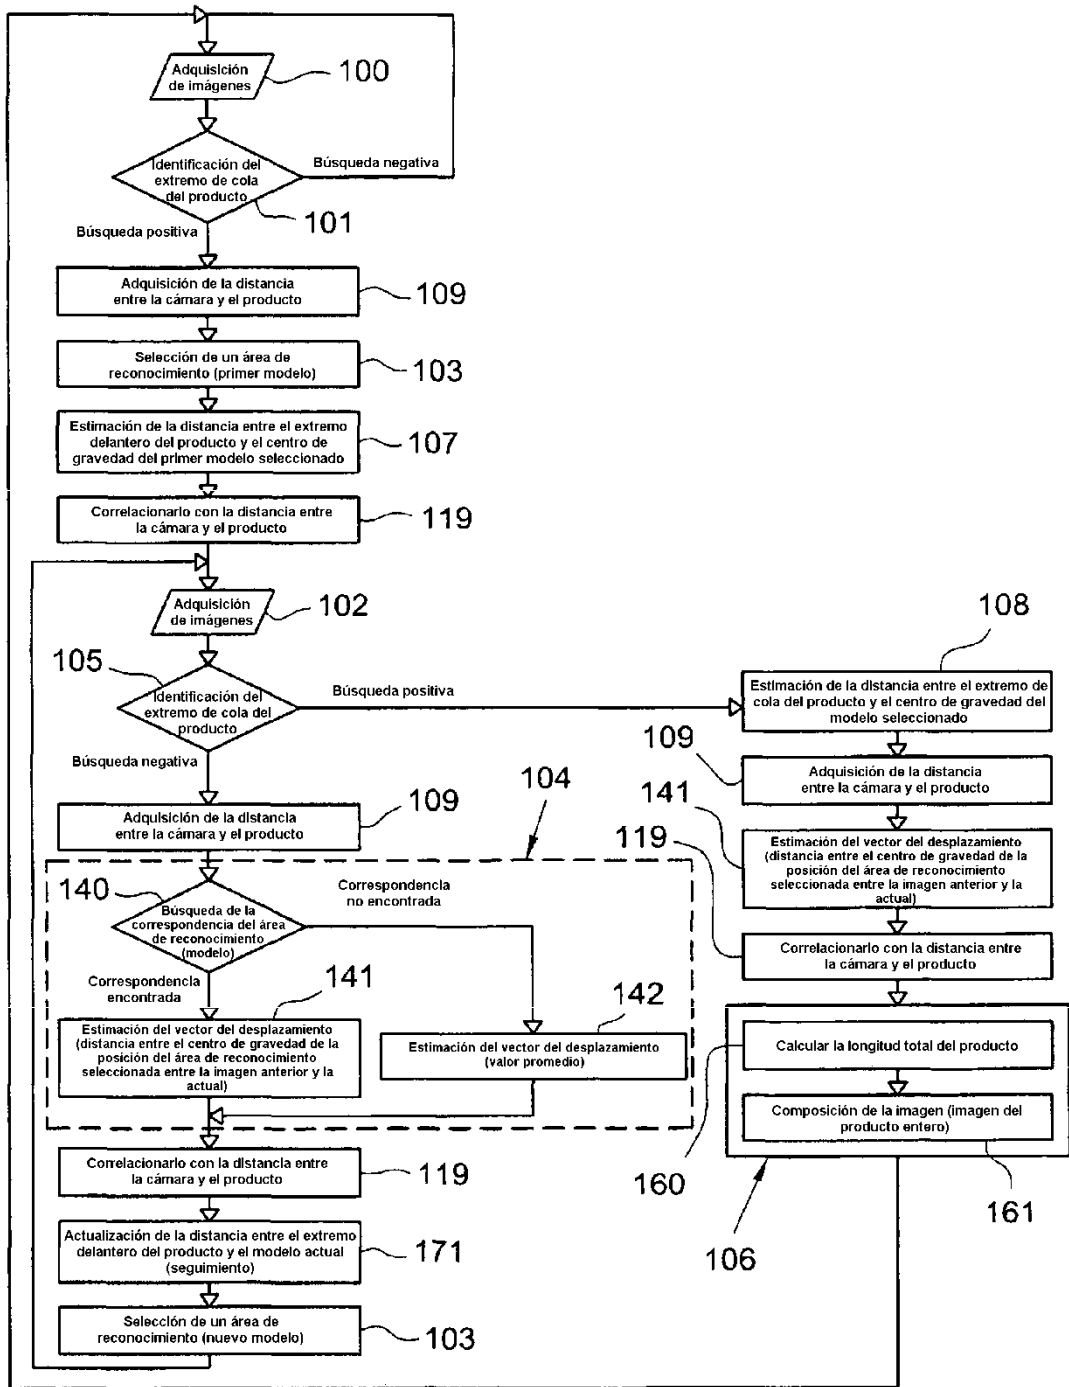 Adquisición
de imágenes
100
Identificación del
extremo de cola
del producto
Búsqueda negativa
101
Búsqueda positiva
Adquisición de la distancia
entre la cámara y el producto
109
Selección de un área de
reconocimiento (primer modelo)
103
Estimación de la distancia entre el extremo
delantero del producto y el centro de
gravedad del primer modelo seleccionado
107
Correlacionarlo con la distancia entre
la cámara y el producto
119
Adquisición
de imágenes
102
105
Identificación del
extremo de cola del
producto
Búsqueda positiva
Búsqueda negativa
Adquisición de la distancia
entre la cámara y el producto
109
104
140
Búsqueda de la
correspondencia del área
de reconocimiento
(modelo)
Correspondencia
no encontrada
Correspondencia
encontrada
141
Estimación del vector del desplazamiento
(distancia entre el centro de gravedad de la
posición del área de reconocimiento
seleccionada entre la imagen anterior y la
actual)
142
Estimación del vector del desplazamiento
(valor promedio)
Correlacionarlo con la distancia entre
la cámara y el producto
119
Actualización de la distancia entre el extremo
delantero del producto y el modelo actual
(seguimiento)
171
Selección de un área de
reconocimiento (nuevo modelo)
103
108
Estimación de la distancia entre el extremo de
cola del producto y el centro de gravedad del
modelo seleccionado
109
Adquisición de la distancia
entre la cámara y el producto
141
Estimación del vector del desplazamiento
(distancia entre el centro de gravedad de la
posición del área de reconocimiento
seleccionada entre la imagen anterior y la
actual)
119
Correlacionarlo con la distancia entre
la cámara y el producto
Calcular la longitud total del producto
160
Composición de la imagen (imagen del
producto entero)
161
106